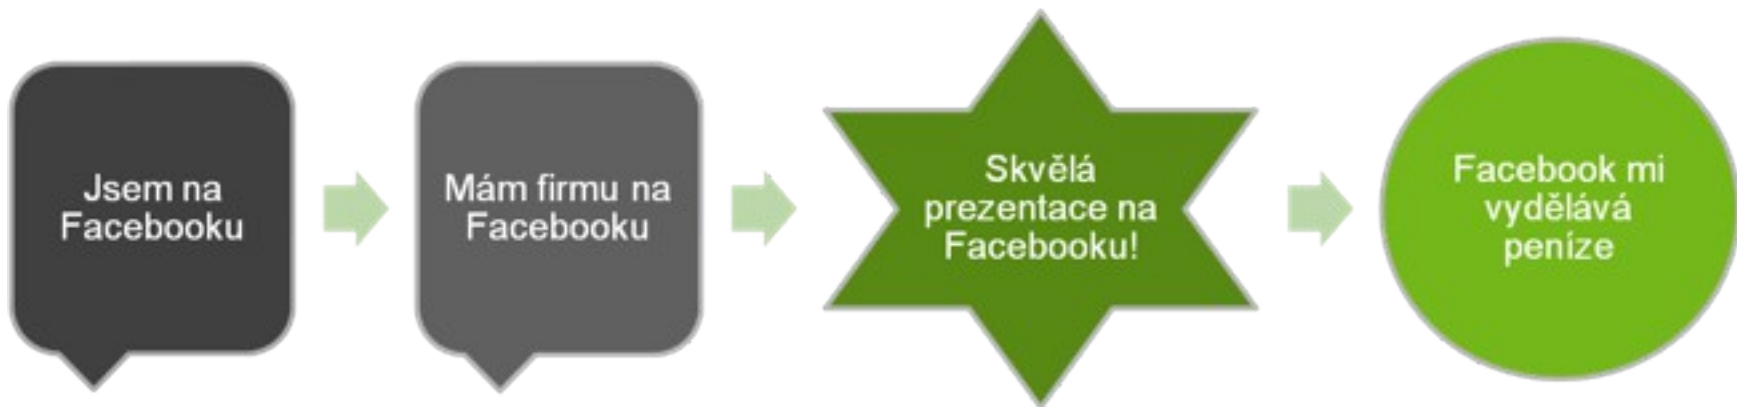 Jsem na
Facebooku
Mám firmu na
Facebooku
Skvělá
prezentace na
Facebooku!
Facebook mi
vydělává
peníze